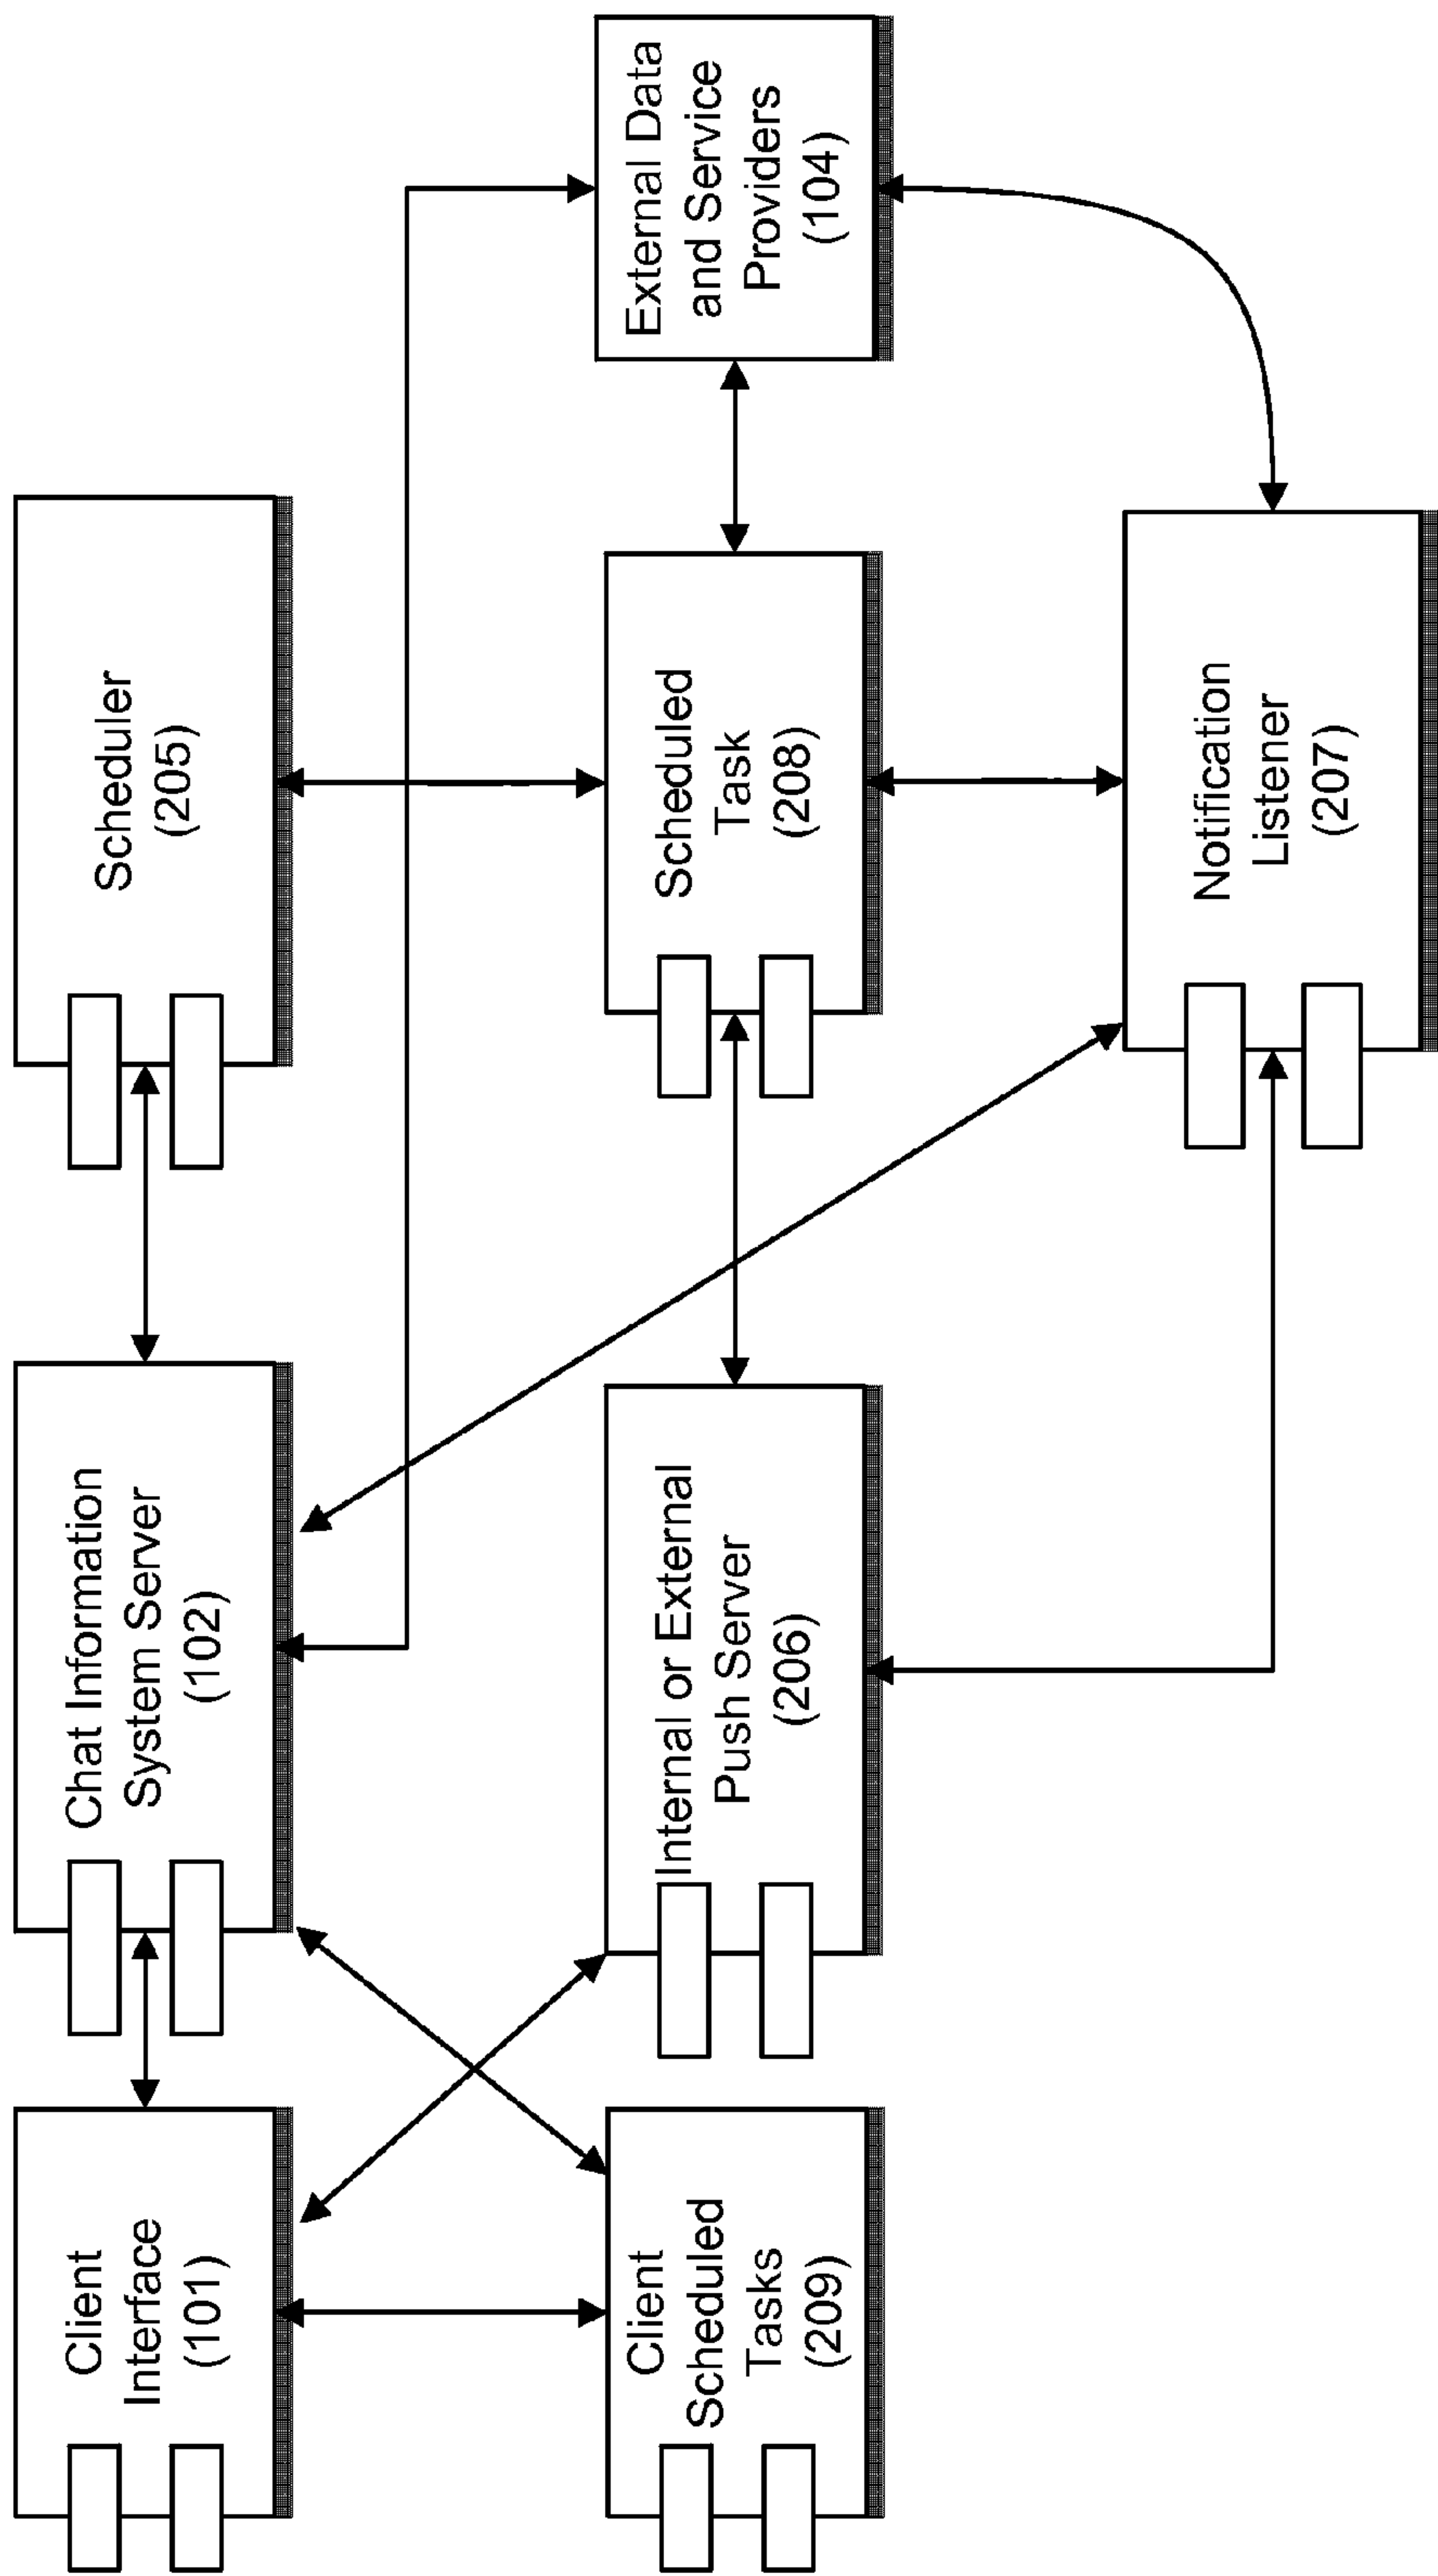 Client
Interface
(101)
Chat Information
System Server
(102)
Scheduler
(205)
Client
Scheduled
Tasks
(209)
Internal or External
Push Server
(206)
Scheduled
Task
(208)
External Data
and Service
Providers
(104)
Notification
Listener
(207)